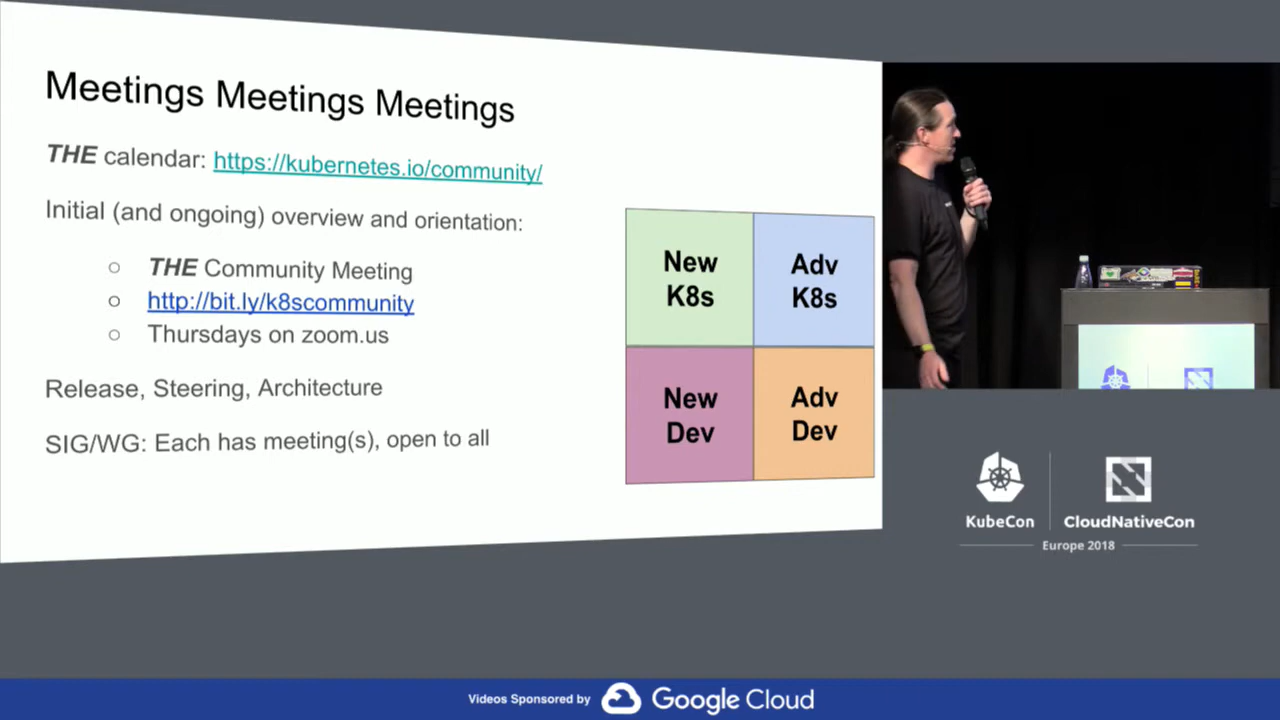 Meetings Meetings Meetings
THE calendar: https://kubernetes.io/community/
Initial (and ongoing) overview and orientation:
THE Community Meeting
http://bit.ly/k8scommunity
Thursdays on zoom.us
Release, Steering, Architecture
SIG/WG: Each has meeting(s), open to all
New
K8s
Adv
K8s
New
Dev
Adv
Dev
KubeCon
CloudNativeCon
Europe 2018
Videos Sponsored by
Google Cloud